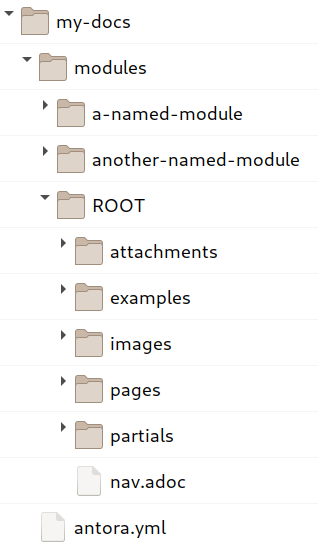 my-docs
modules
a-named-module
another-named-module
ROOT
attachments
examples
images
pages
partials
nav.adoc
antora.yml